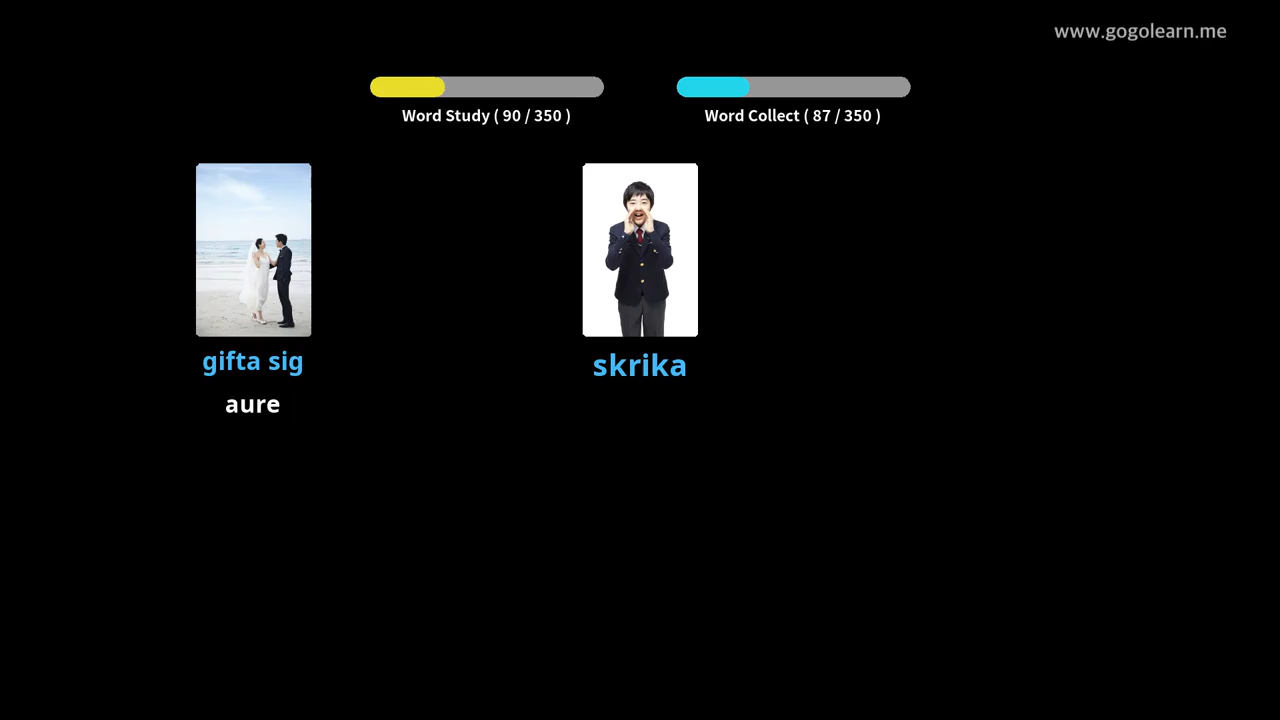 www.gogolearn.me
Word Study ( 90 / 350 )
Word Collect ( 87 / 350 )
gifta sig
aure
skrika